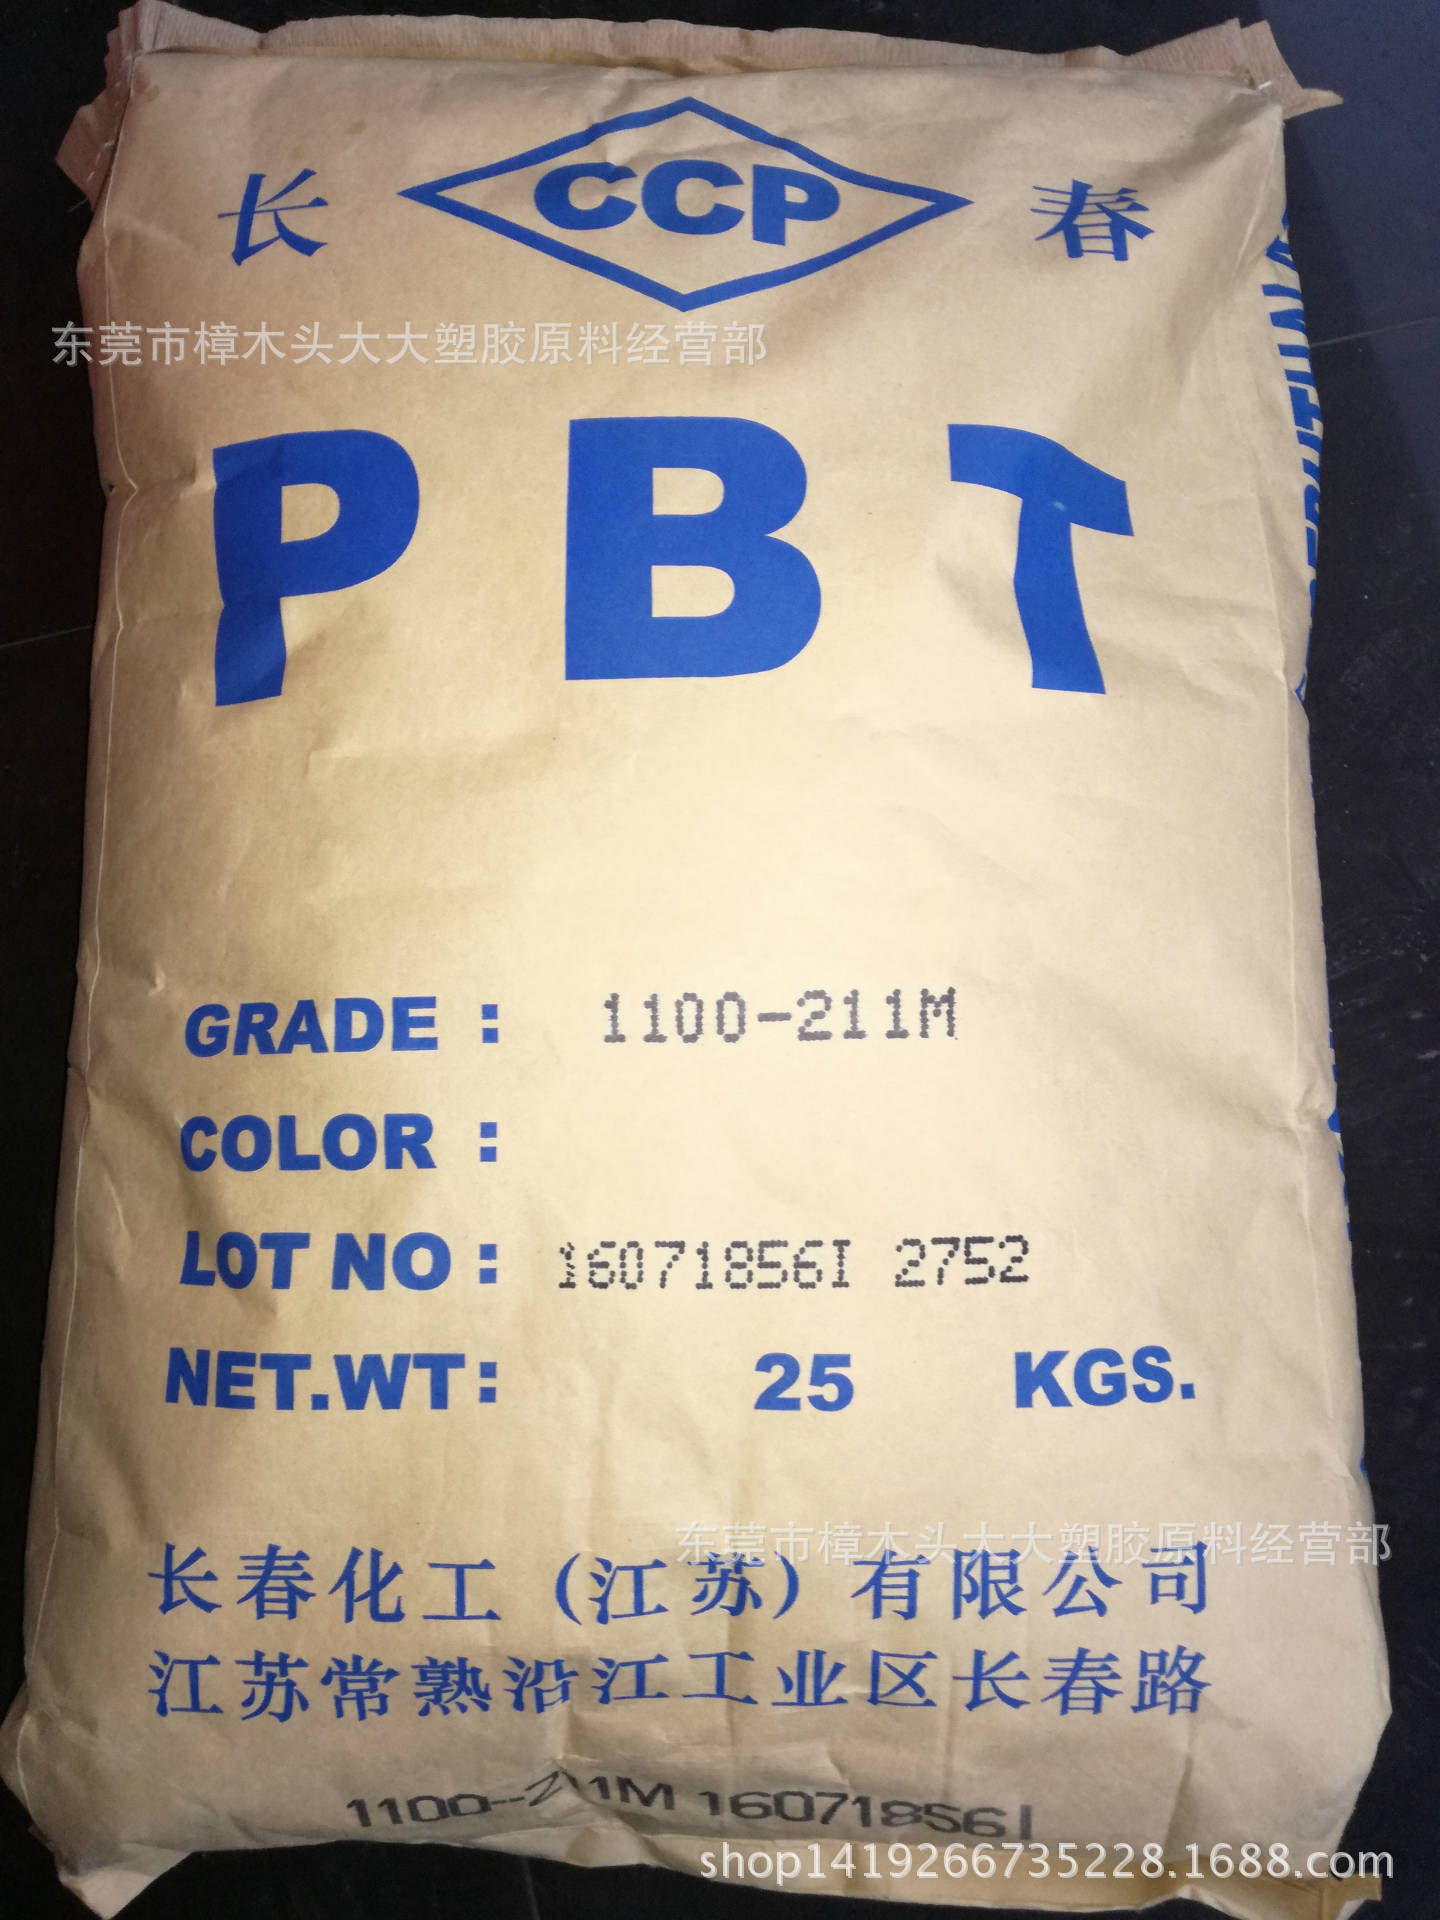 长 CCP 春
东莞市樟木头大大塑胶原料经营部
PBT
GRADE : 1100-211M
COLOR :
LOT NO : 16071856I 2752
NET.WT: 25 KGS.
东莞市樟木头大大塑胶原料经营部
长春化工(江苏)有限公司
江苏常熟沿江工业区长春路
1100-211M 16071856I
shop1419266735228.1688.com